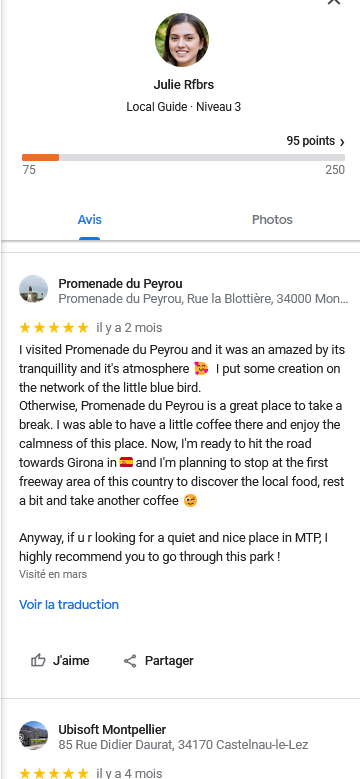 Julie Rfbrs
Local Guide · Niveau 3
95 points ›
75 250
Avis Photos
Promenade du Peyrou
Promenade du Peyrou, Rue la Blottière, 34000 Mon...
★★★★★ il y a 2 mois
I visited Promenade du Peyrou and it was an amazed by its
tranquillity and it's atmosphere 🥰 I put some creation on
the network of the little blue bird.
Otherwise, Promenade du Peyrou is a great place to take a
break. I was able to have a little coffee there and enjoy the
calmness of this place. Now, I'm ready to hit the road
towards Girona in 🇪🇸 and I'm planning to stop at the first
freeway area of this country to discover the local food, rest
a bit and take another coffee 😉
Anyway, if u r looking for a quiet and nice place in MTP, I
highly recommend you to go through this park !
Visité en mars
Voir la traduction
J'aime Partager
Ubisoft Montpellier
85 Rue Didier Daurat, 34170 Castelnau-le-Lez
★★★★★ il y a 4 mois